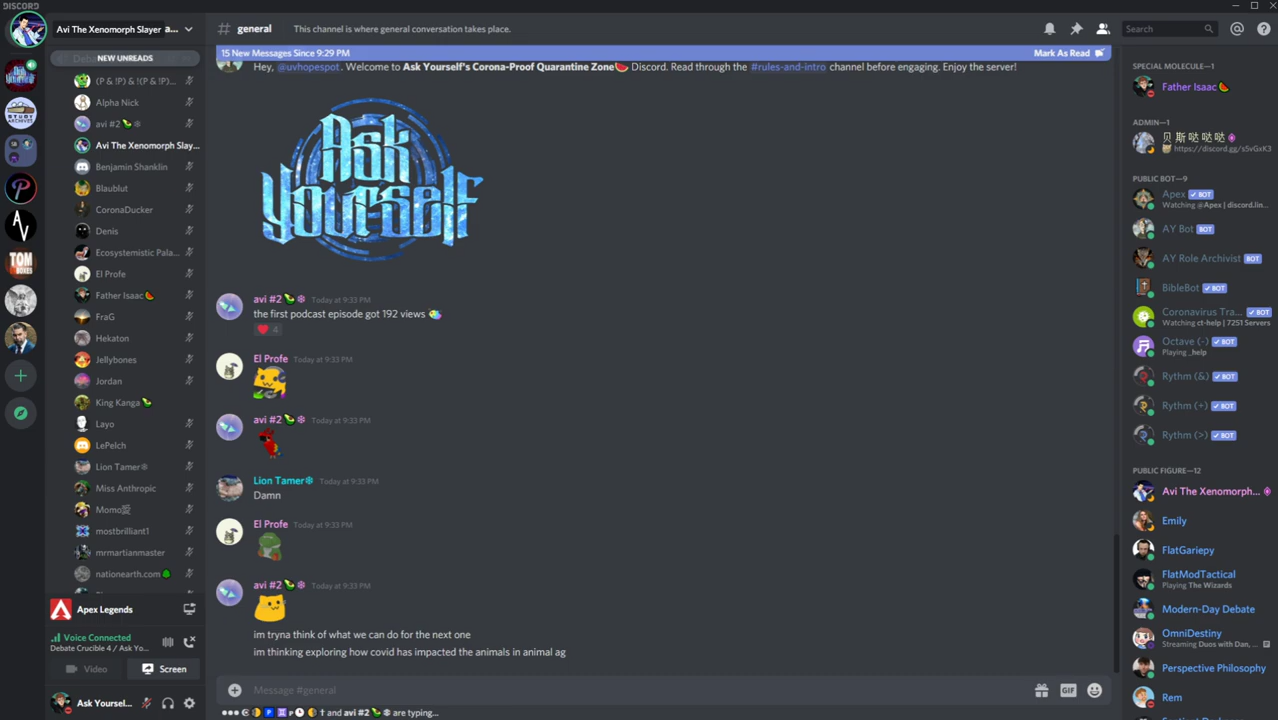 DISCORD
Avi The Xenomorph Slayer a...
NEW UNREADS
(P & !P) & !(P & !P)...
Alpha Nick
avi #2
Avi The Xenomorph Slay...
Benjamin Shanklin
Blaublut
CoronaDucker
Denis
Ecosystemistic Pala...
El Profe
Father Isaac
FraG
Hekaton
Jellybones
Jordan
King Kanga
Layo
LePelch
Lion Tamer
Miss Anthropic
Momo
mostbrilliant1
mrmartianmaster
nationearth.com
STUDY
ARCHIVES
AV
TOM
BOXES
Apex Legends
Voice Connected
Debate Crucible 4 / Ask Yo...
Video
Screen
Ask Yoursel...
# general
This channel is where general conversation takes place.
Search
15 New Messages Since 9:29 PM
Mark As Read
Hey, @uvhopespot. Welcome to Ask Yourself's Corona-Proof Quarantine Zone Discord. Read through the #rules-and-intro channel before engaging. Enjoy the server!
Ask
Yourself
avi #2 Today at 9:33 PM
the first podcast episode got 192 views
4
El Profe Today at 9:33 PM
avi #2 Today at 9:33 PM
Lion Tamer Today at 9:33 PM
Damn
El Profe Today at 9:33 PM
avi #2 Today at 9:33 PM
im tryna think of what we can do for the next one
im thinking exploring how covid has impacted the animals in animal ag
Message #general
GIF
and avi #2 are typing...
SPECIAL MOLECULE—1
Father Isaac
ADMIN—1
贝斯哒哒哒
https://discord.gg/sSvGxK3
PUBLIC BOT—9
Apex BOT
Watching @Apex | discord.lin...
AY Bot BOT
AY Role Archivist BOT
BibleBot BOT
Coronavirus Tra... BOT
Watching ct-help | 7251 Servers
Octave (-) BOT
Playing _help
Rythm (&) BOT
Rythm (+) BOT
Rythm (>) BOT
PUBLIC FIGURE—12
Avi The Xenomorph...
Emily
FlatGariepy
FlatModTactical
Playing The Wizards
Modern-Day Debate
OmniDestiny
Streaming Duos with Dan, ...
Perspective Philosophy
Rem